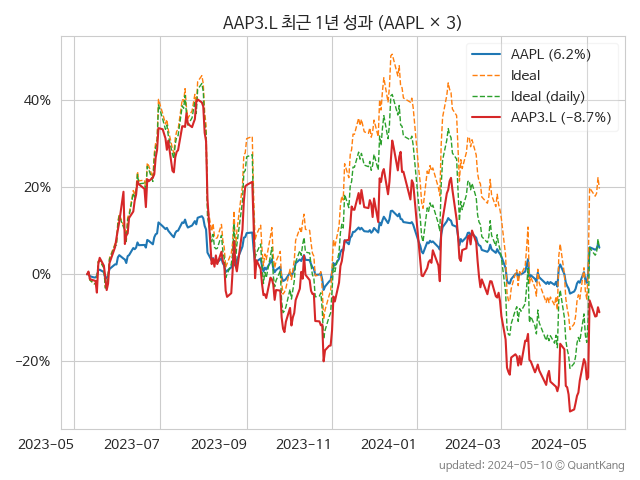 AAP3.L 최근 1년 성과 (AAPL × 3)
AAPL (6.2%)
Ideal
Ideal (daily)
AAP3.L (−8.7%)
40%
20%
0%
−20%
2023-05 2023-07 2023-09 2023-11 2024-01 2024-03 2024-05
updated: 2024-05-10 ⓒ QuantKang